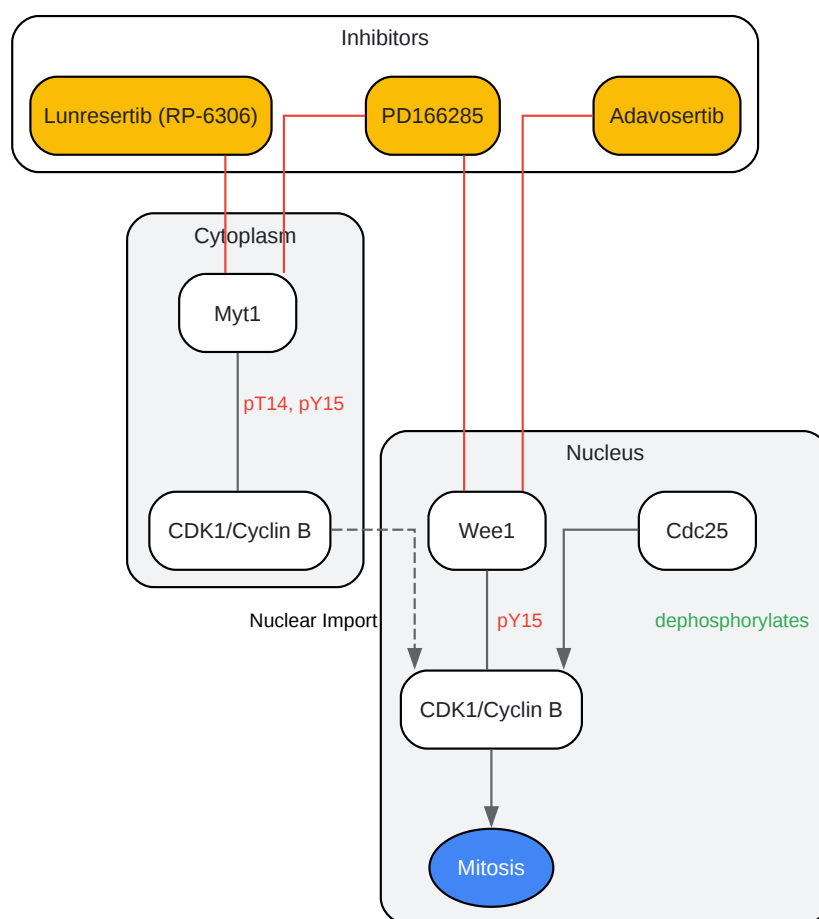 Inhibitors
Lunresertib (RP-6306)
PD166285
Adavosertib
Cytoplasm
Myt1
pT14, pY15
Nucleus
CDK1/Cyclin B
Wee1
Cdc25
Nuclear Import
pY15
dephosphorylates
CDK1/Cyclin B
Mitosis